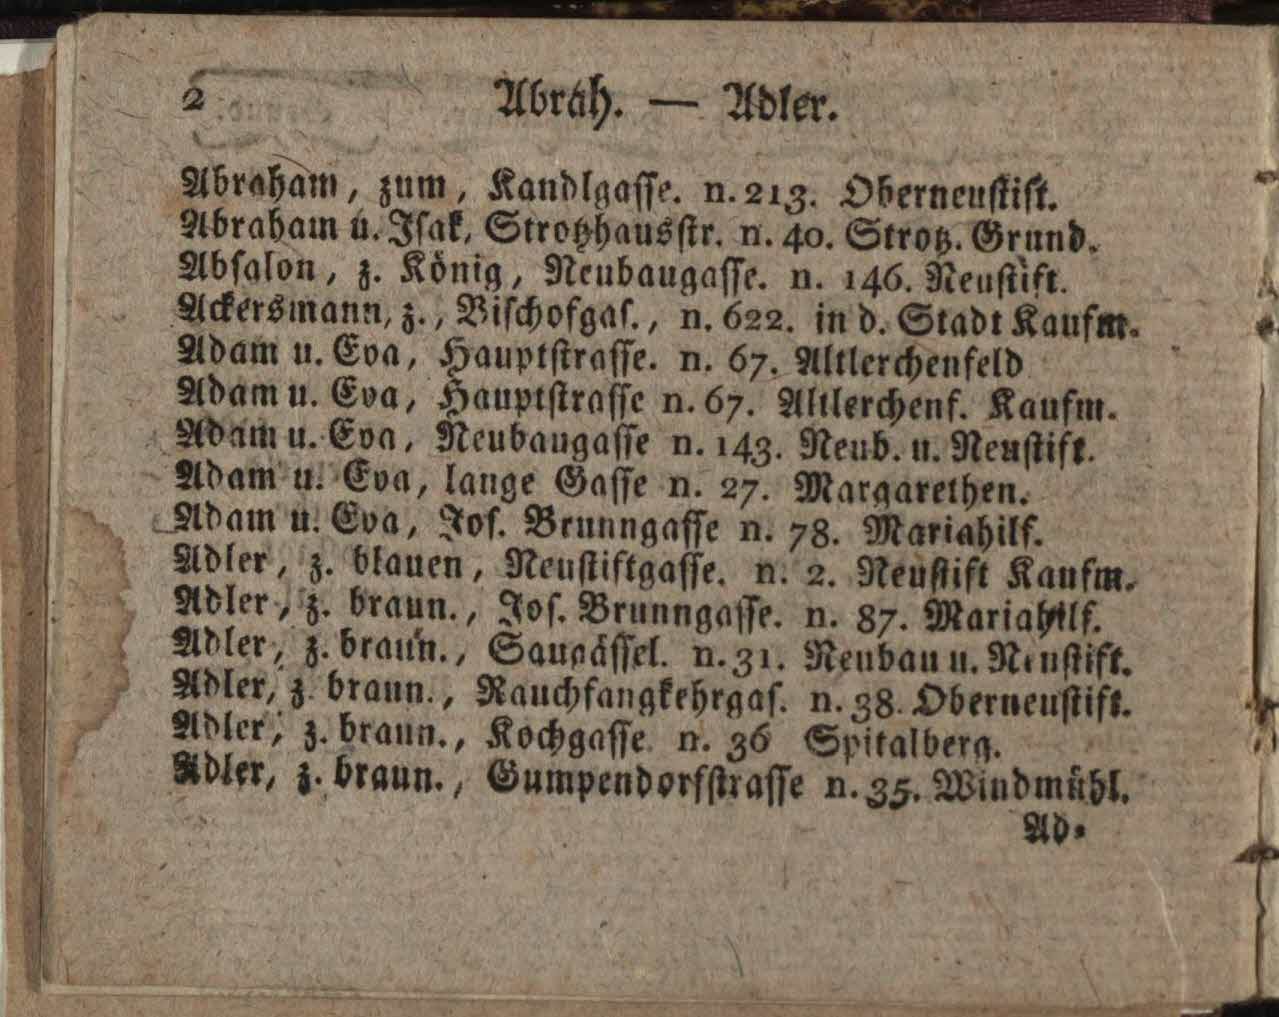 2 Abrah. — Adler.
Abraham, zum, Kandlgasse. n. 213. Oberneustift.
Abraham u. Isak, Strotzhausstr. n. 40. Strotz. Grund.
Absalon, z. König, Neubaugasse. n. 146. Neustift.
Ackersmann, z., Bischofgas., n. 622. in d. Stadt Kaufm.
Adam u. Eva, Hauptstrasse. n. 67. Altlerchenfeld
Adam u. Eva, Hauptstrasse n. 67. Altlerchenf. Kaufm.
Adam u. Eva, Neubaugasse n. 143. Neub. u. Neustift.
Adam u. Eva, lange Gasse n. 27. Margarethen.
Adam u. Eva, Jos. Brunngasse n. 78. Mariahilf.
Adler, z. blauen, Neustiftgasse. n. 2. Neustift Kaufm.
Adler, z. braun., Jos. Brunngasse. n. 87. Mariahilf.
Adler, z. braun., Saugässel. n. 31. Neubau u. Neustift.
Adler, z. braun., Rauchfangkehrgas. n. 38. Oberneustift.
Adler, z. braun., Kochgasse n. 36 Spitalberg.
Adler, z. braun., Gumpendorfstrasse n. 35. Windmühl.
Ad-